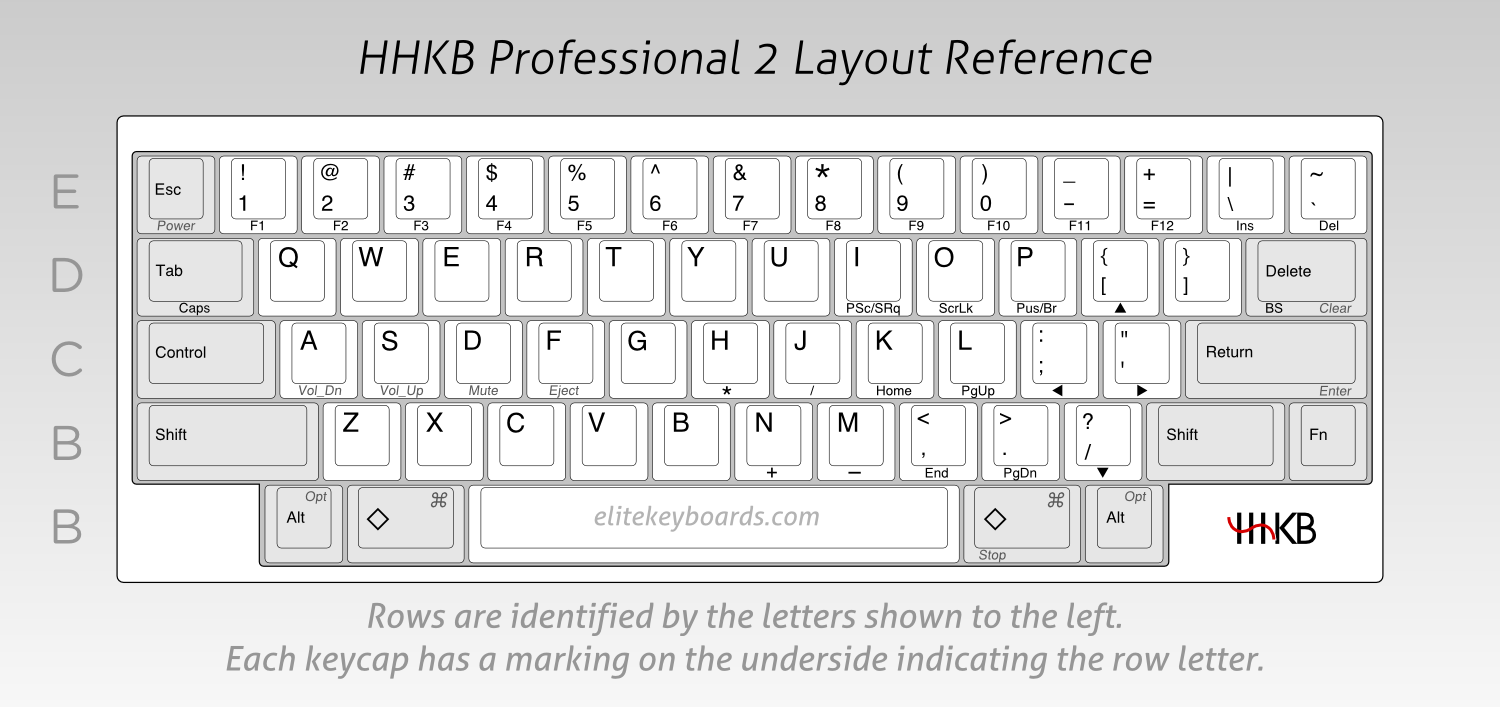 HHKB Professional 2 Layout Reference
E
Esc ! @ # $ % ^ & * ( ) _ + | ~
1 2 3 4 5 6 7 8 9 0 - = \ `
Power F1 F2 F3 F4 F5 F6 F7 F8 F9 F10 F11 F12 Ins Del
D
Tab Q W E R T Y U I O P { } Delete
[ ]
Caps PSc/SRq ScrLk Pus/Br ▲ BS Clear
C
Control A S D F G H J K L : " Return
; '
Vol_Dn Vol_Up Mute Eject * / Home PgUp ◀ ▶ Enter
B
Shift Z X C V B N M < > ? Shift Fn
, . /
+ – End PgDn ▼
B
Opt ⌘ ⌘ Opt
Alt ◇ elitekeyboards.com ◇ Alt HHKB
Stop
Rows are identified by the letters shown to the left.
Each keycap has a marking on the underside indicating the row letter.